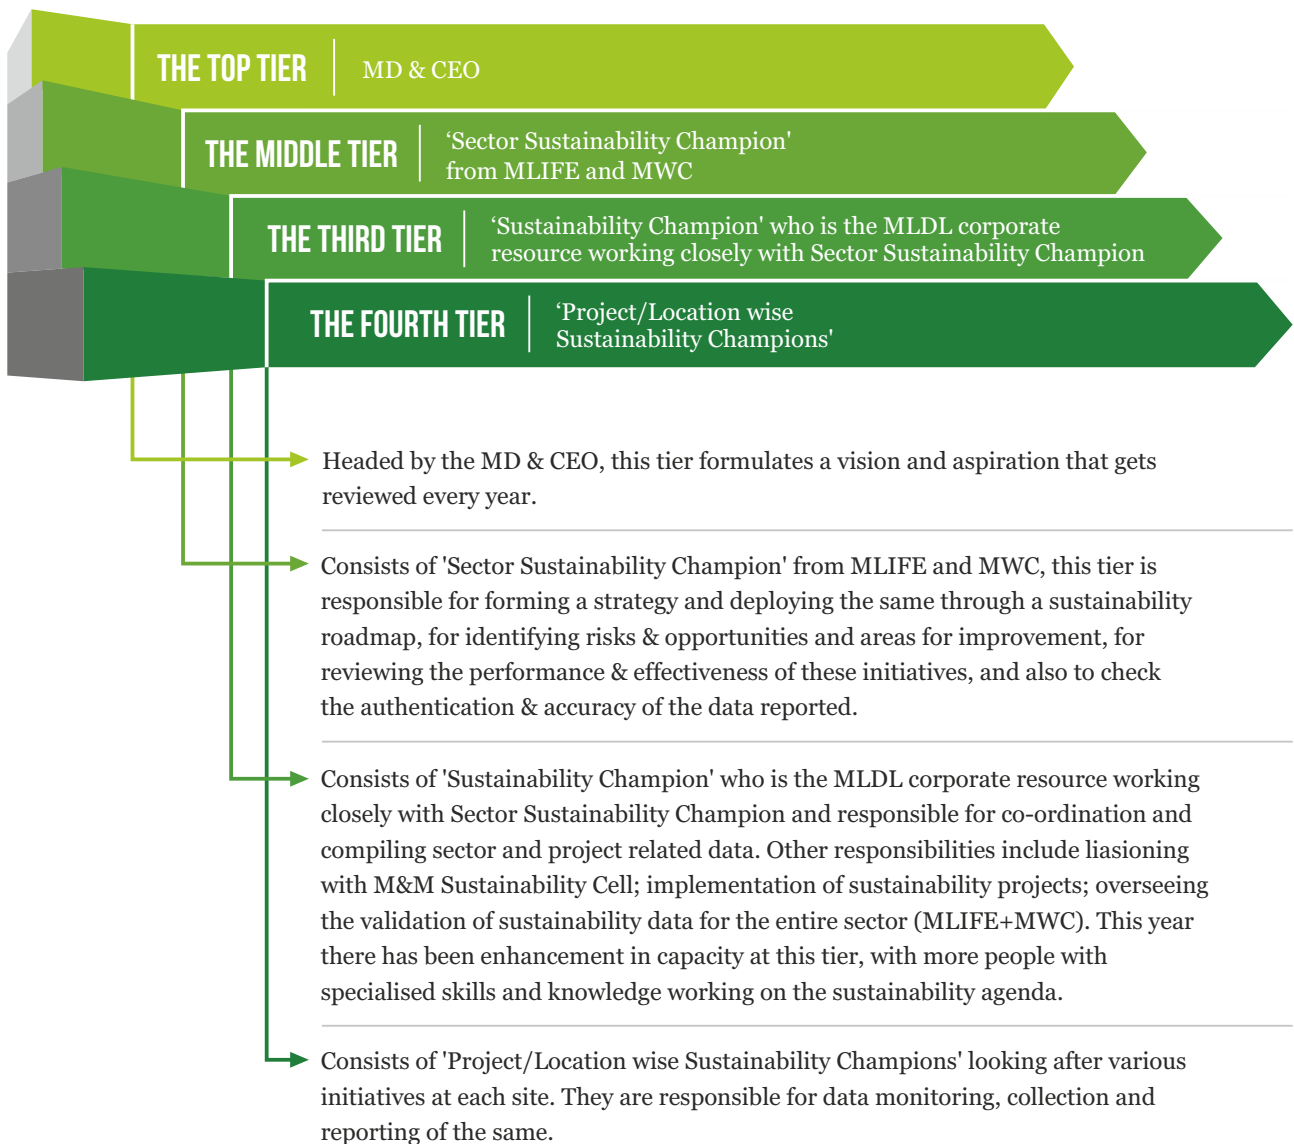 THE TOP TIER
MD & CEO
THE MIDDLE TIER
‘Sector Sustainability Champion'
from MLIFE and MWC
THE THIRD TIER
‘Sustainability Champion' who is the MLDL corporate
resource working closely with Sector Sustainability Champion
THE FOURTH TIER
‘Project/Location wise
Sustainability Champions'
Headed by the MD & CEO, this tier formulates a vision and aspiration that gets
reviewed every year.
Consists of 'Sector Sustainability Champion' from MLIFE and MWC, this tier is
responsible for forming a strategy and deploying the same through a sustainability
roadmap, for identifying risks & opportunities and areas for improvement, for
reviewing the performance & effectiveness of these initiatives, and also to check
the authentication & accuracy of the data reported.
Consists of 'Sustainability Champion' who is the MLDL corporate resource working
closely with Sector Sustainability Champion and responsible for co-ordination and
compiling sector and project related data. Other responsibilities include liasioning
with M&M Sustainability Cell; implementation of sustainability projects; overseeing
the validation of sustainability data for the entire sector (MLIFE+MWC). This year
there has been enhancement in capacity at this tier, with more people with
specialised skills and knowledge working on the sustainability agenda.
Consists of 'Project/Location wise Sustainability Champions' looking after various
initiatives at each site. They are responsible for data monitoring, collection and
reporting of the same.